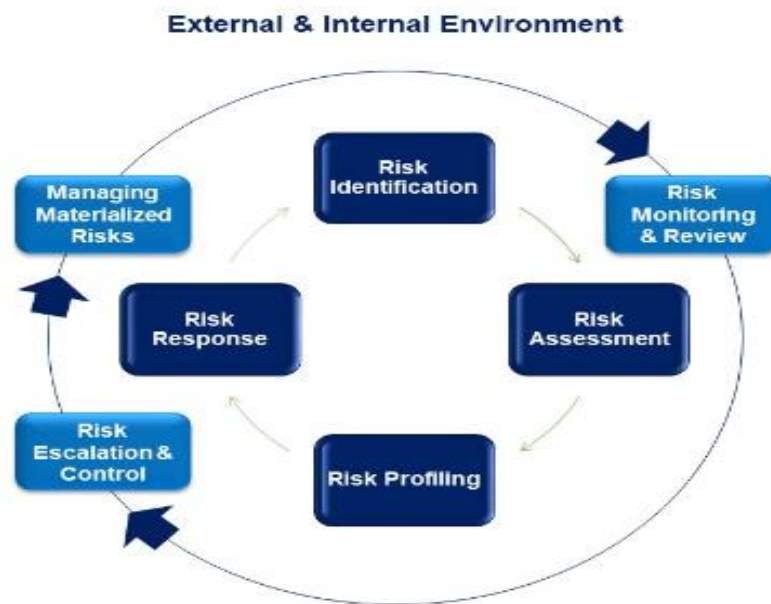 External & Internal Environment
Risk
Identification
Managing
Materialized
Risks
Risk
Monitoring
& Review
Risk
Response
Risk
Assessment
Risk
Escalation &
Control
Risk Profiling